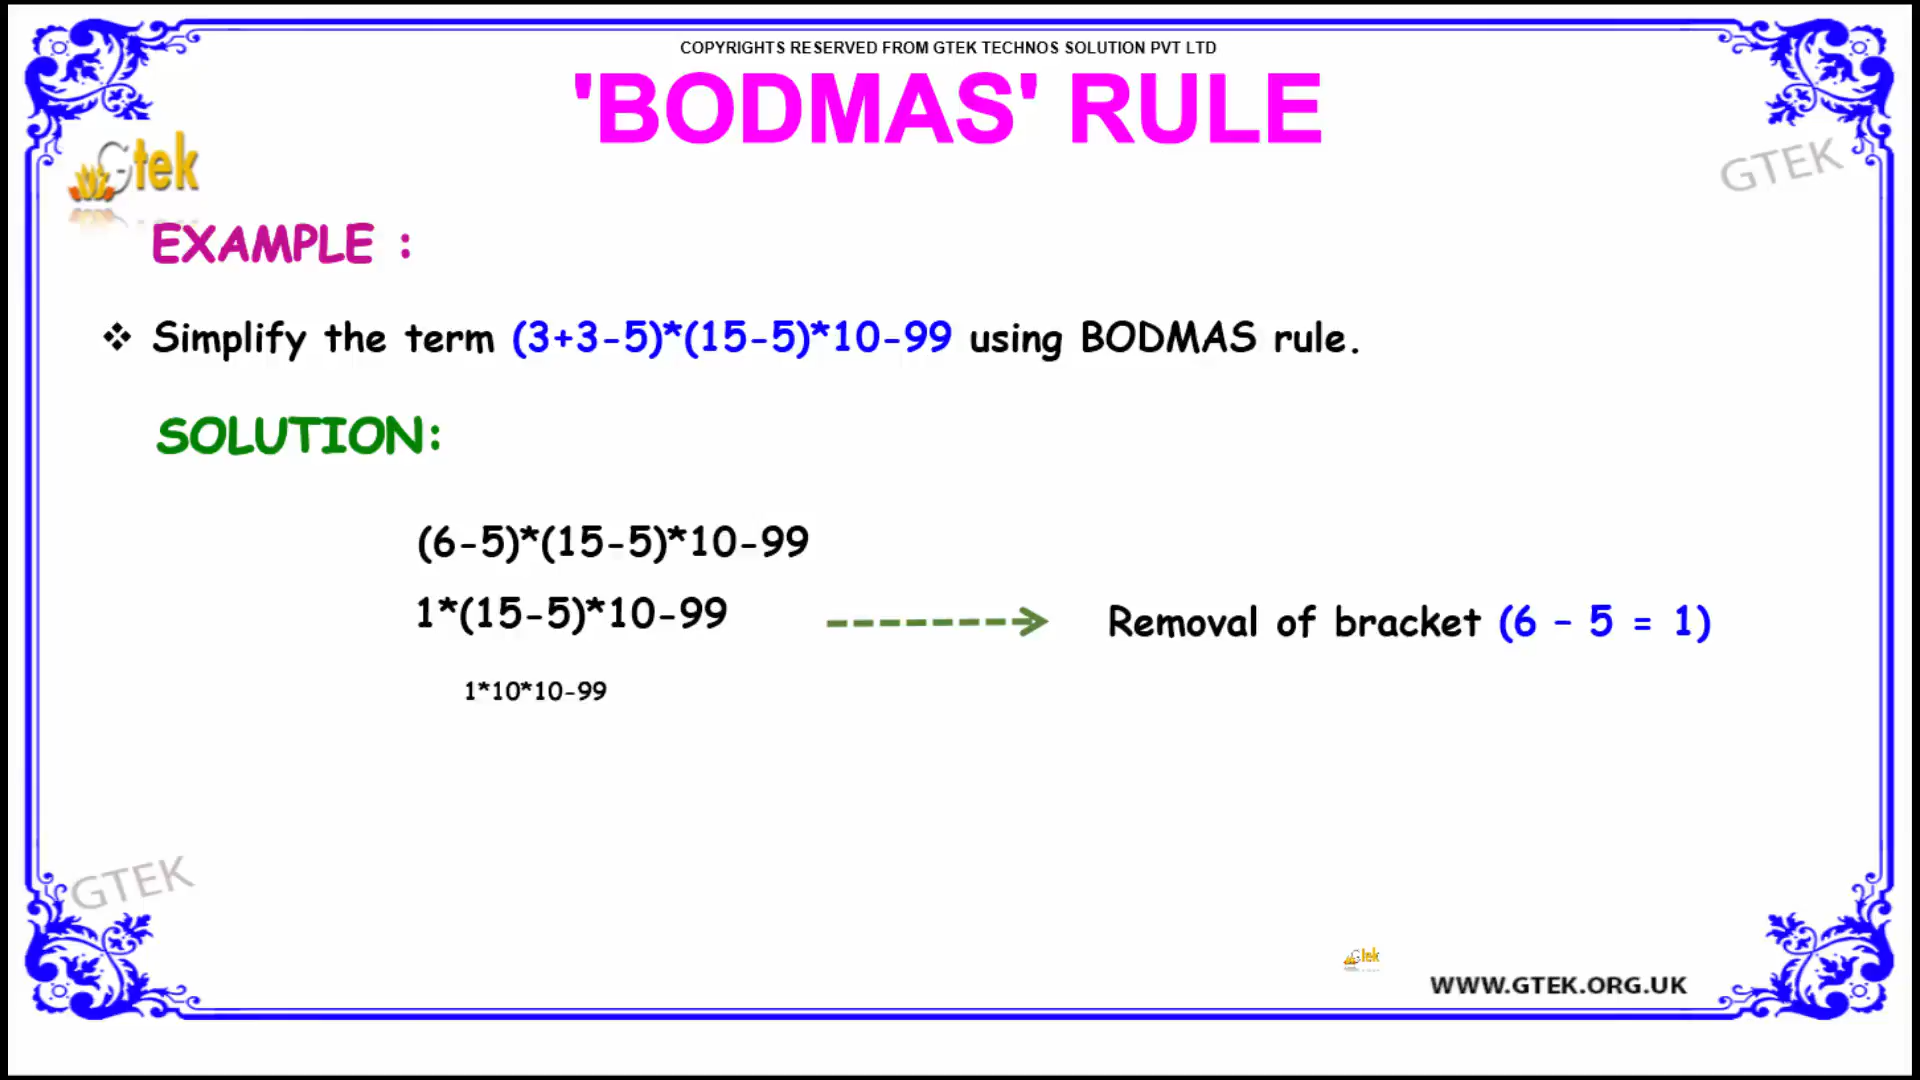 COPYRIGHTS RESERVED FROM GTEK TECHNOS SOLUTION PVT LTD
'BODMAS' RULE
Gtek
GTEK
EXAMPLE :
❖ Simplify the term (3+3-5)*(15-5)*10-99 using BODMAS rule.
SOLUTION:
(6-5)*(15-5)*10-99
1*(15-5)*10-99 Removal of bracket (6 – 5 = 1)
1*10*10-99
GTEK
Gtek
WWW.GTEK.ORG.UK